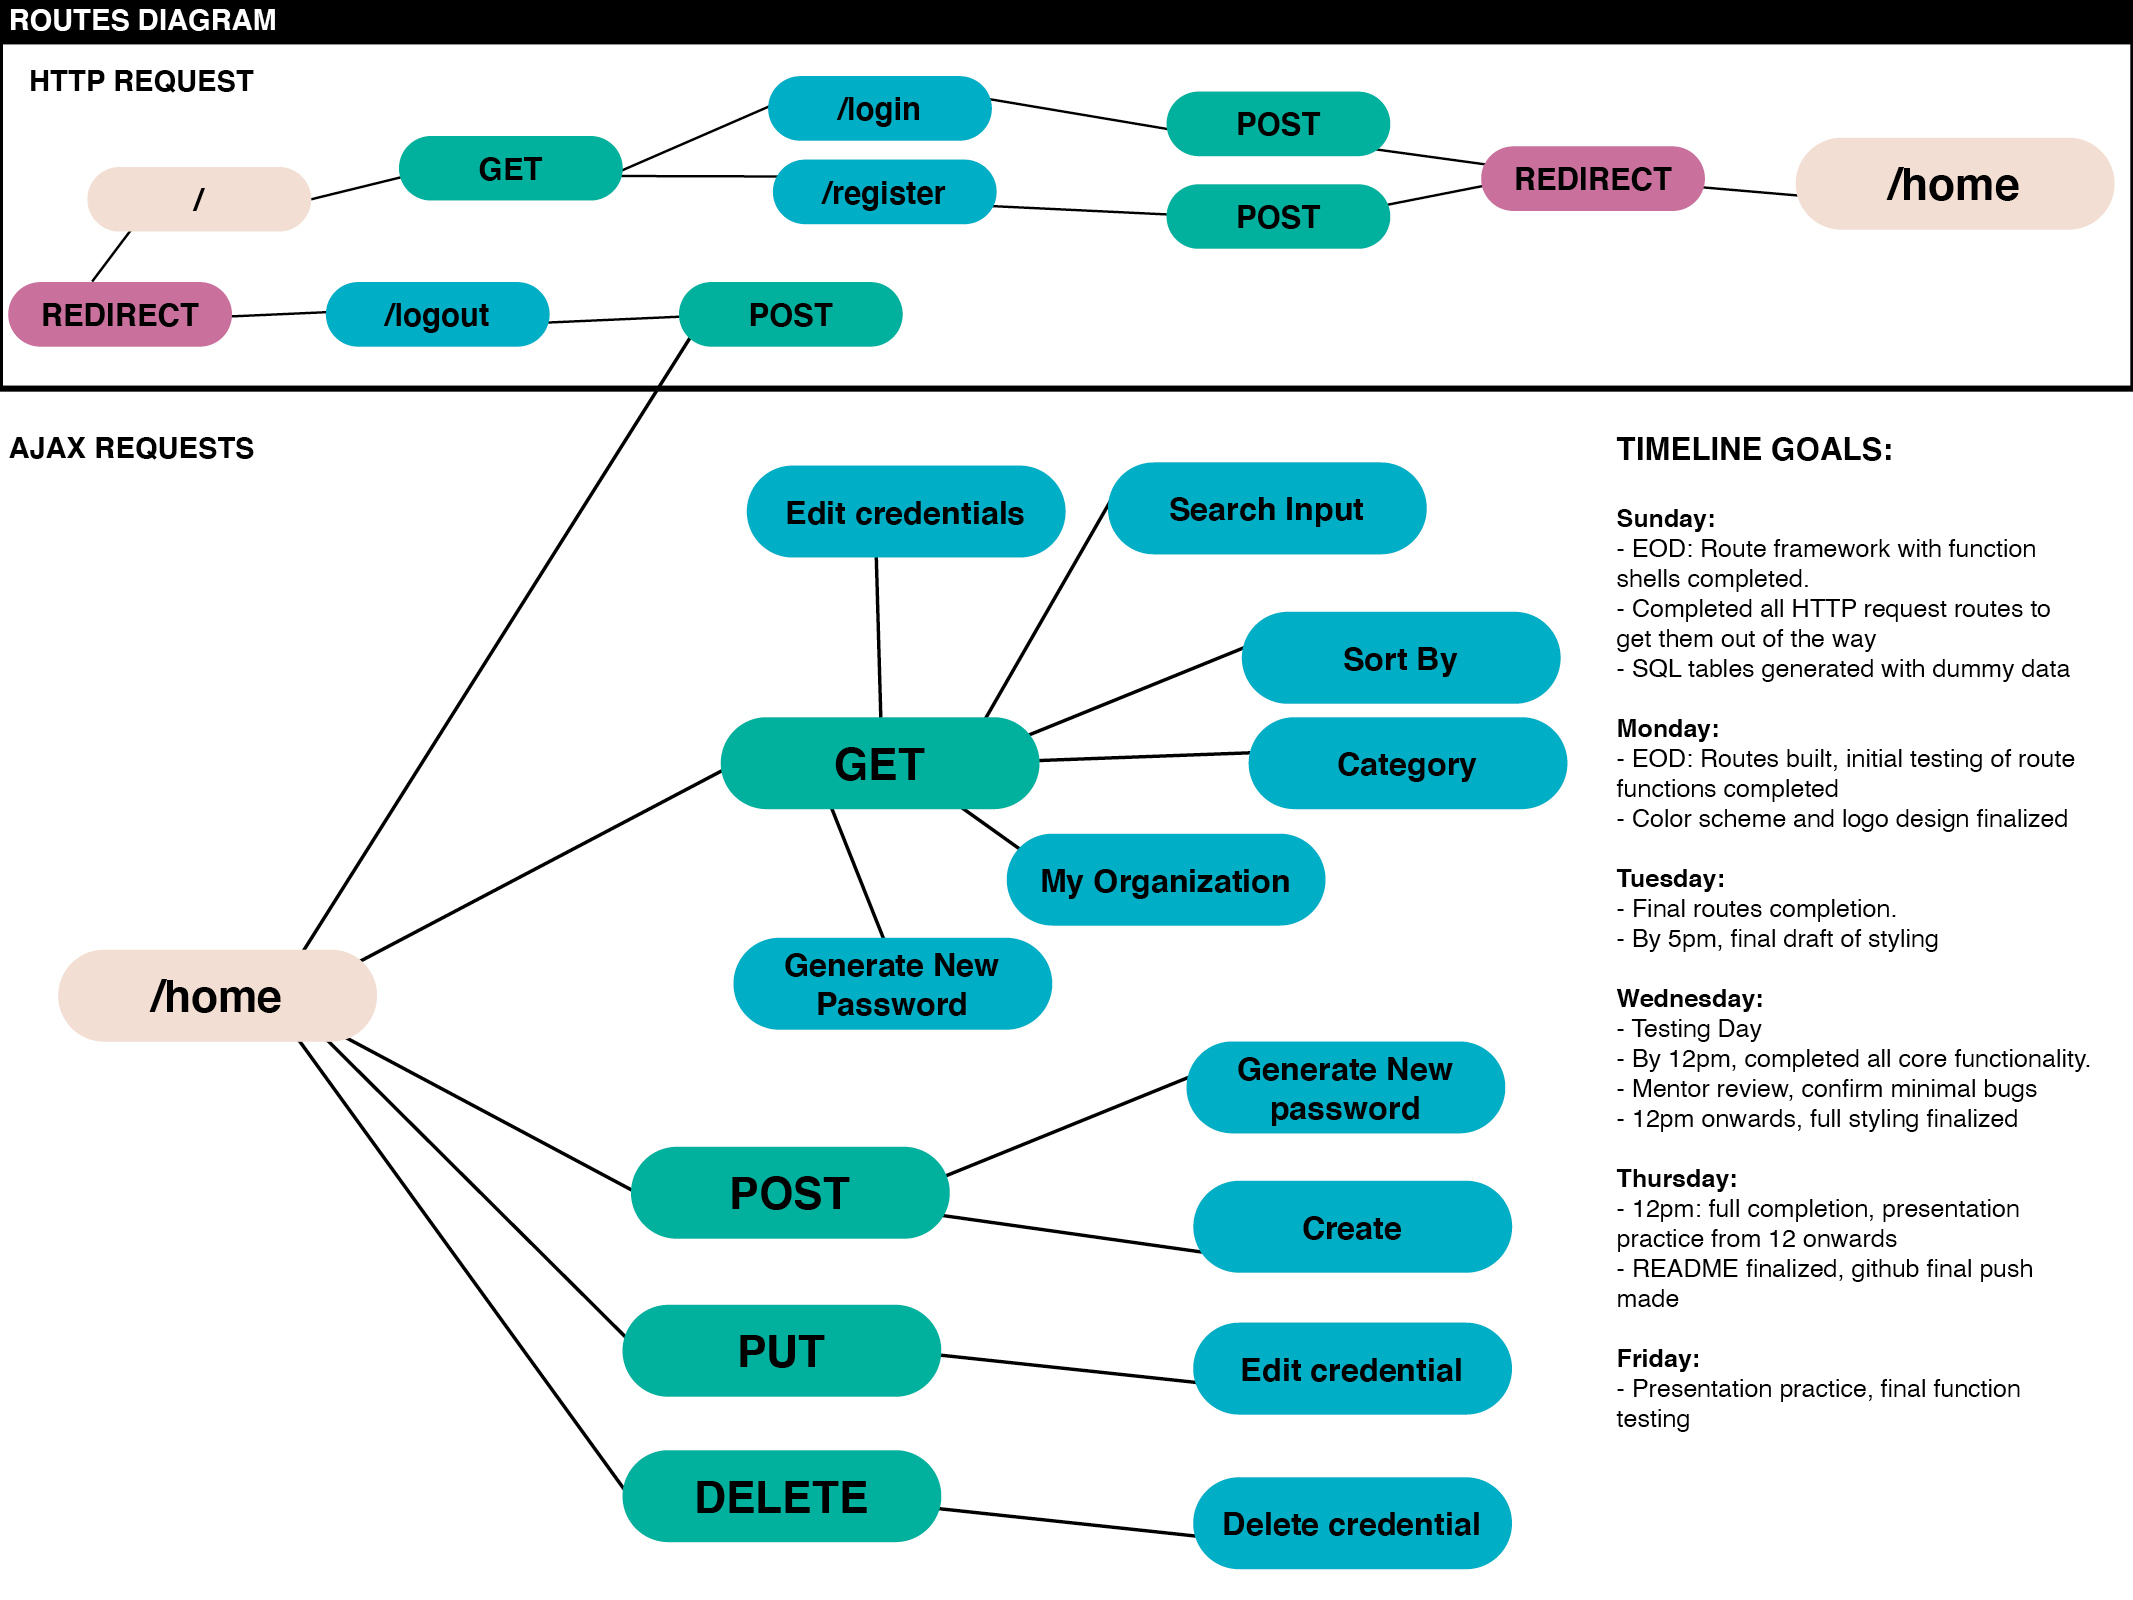 ROUTES DIAGRAM
HTTP REQUEST
/
GET
/login
/register
POST
POST
REDIRECT
/home
REDIRECT
/logout
POST
AJAX REQUESTS
Edit credentials
Search Input
Sort By
GET
Category
My Organization
Generate New
Password
/home
Generate New
password
POST
Create
PUT
Edit credential
DELETE
Delete credential
TIMELINE GOALS:
Sunday:
- EOD: Route framework with function
shells completed.
- Completed all HTTP request routes to
get them out of the way
- SQL tables generated with dummy data
Monday:
- EOD: Routes built, initial testing of route
functions completed
- Color scheme and logo design finalized
Tuesday:
- Final routes completion.
- By 5pm, final draft of styling
Wednesday:
- Testing Day
- By 12pm, completed all core functionality.
- Mentor review, confirm minimal bugs
- 12pm onwards, full styling finalized
Thursday:
- 12pm: full completion, presentation
practice from 12 onwards
- README finalized, github final push
made
Friday:
- Presentation practice, final function
testing